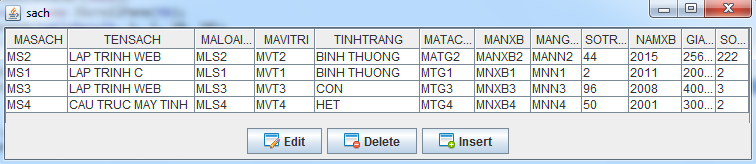 sach
MASACH TENSACH MALOAI... MAVITRI TINHTRANG MATAC... MANXB MANG... SOTR... NAMXB GIA... SO...
MS2 LAP TRINH WEB MLS2 MVT2 BINH THUONG MATG2 MANXB2 MANN2 44 2015 256... 222
MS1 LAP TRINH C MLS1 MVT1 BINH THUONG MTG1 MNXB1 MNN1 2 2011 200... 2
MS3 LAP TRINH WEB MLS3 MVT3 CON MTG3 MNXB3 MNN3 96 2008 400... 3
MS4 CAU TRUC MAY TINH MLS4 MVT4 HET MTG4 MNXB4 MNN4 50 2001 300... 2
Edit Delete Insert